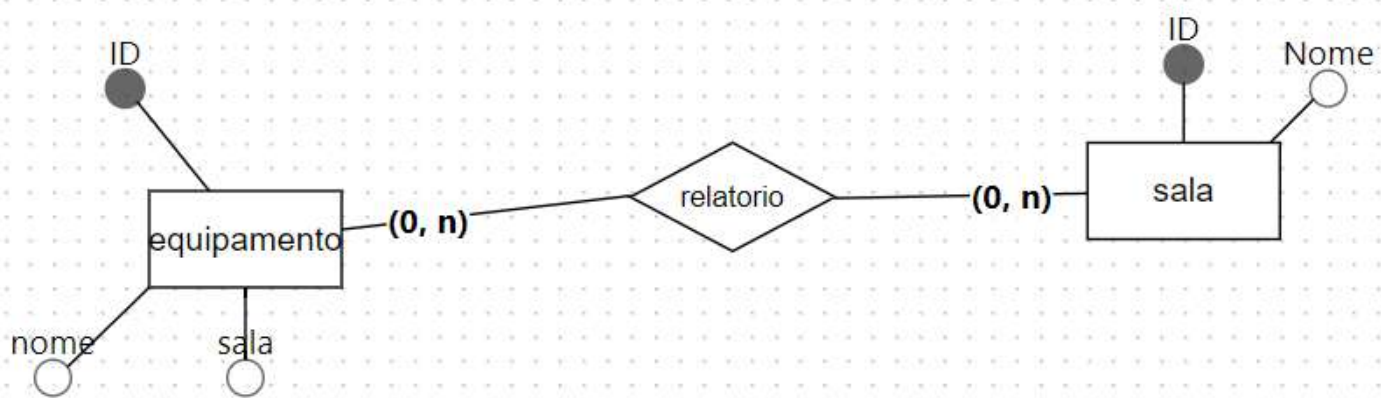 ID
nome
sala
equipamento
(0, n)
relatorio
(0, n)
sala
ID
Nome